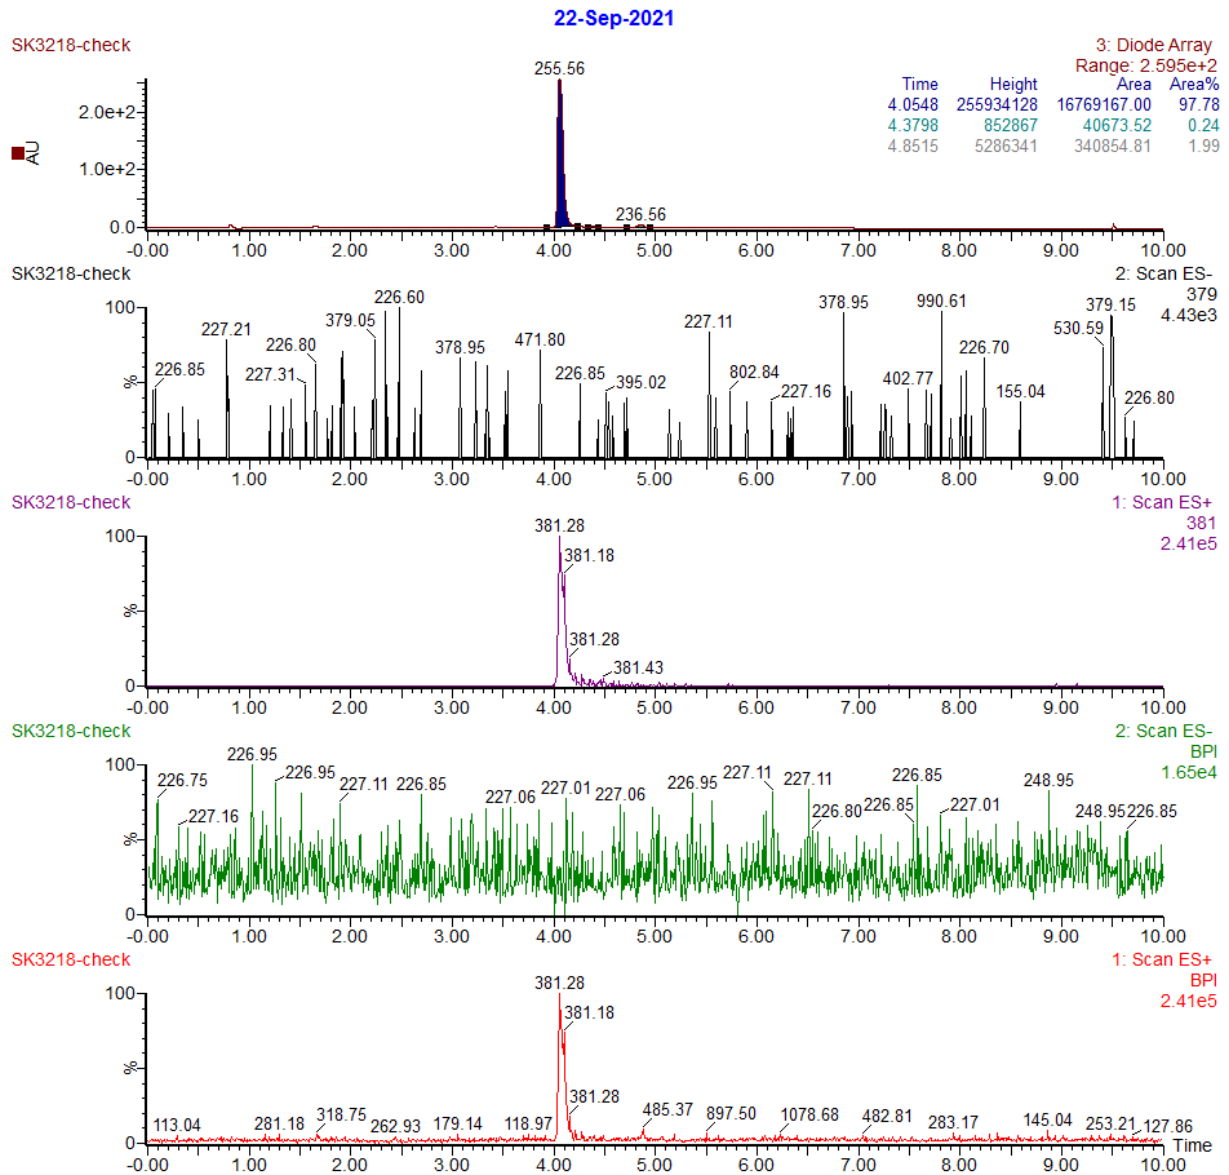 22-Sep-2021
SK3218-check
3: Diode Array
Range: 2.595e+2
Time Height Area Area%
4.0548 255934128 16769167.00 97.78
4.3798 852867 40673.52 0.24
4.8515 5286341 340854.81 1.99
255.56
2.0e+2
AU
1.0e+2
236.56
0.0
-0.00 1.00 2.00 3.00 4.00 5.00 6.00 7.00 8.00 9.00 10.00
SK3218-check
2: Scan ES-
379
4.43e3
100
%
0
227.21 226.85 226.80 227.31 379.05 226.60 378.95 471.80 226.85 395.02 227.11 802.84 227.16 378.95 402.77 990.61 226.70 155.04 530.59 379.15 226.80
-0.00 1.00 2.00 3.00 4.00 5.00 6.00 7.00 8.00 9.00 10.00
SK3218-check
1: Scan ES+
381
2.41e5
100
%
0
381.28
381.18
381.28
381.43
-0.00 1.00 2.00 3.00 4.00 5.00 6.00 7.00 8.00 9.00 10.00
SK3218-check
2: Scan ES-
BPI
1.65e4
100
%
0
226.75 227.16 226.95 226.95 227.11 226.85 227.06 227.01 227.06 226.95 227.11 227.11 226.80 226.85 226.85 227.01 248.95 248.95 226.85
-0.00 1.00 2.00 3.00 4.00 5.00 6.00 7.00 8.00 9.00 10.00
SK3218-check
1: Scan ES+
BPI
2.41e5
100
%
0
381.28
381.18
381.28
113.04 281.18 318.75 262.93 179.14 118.97 485.37 897.50 1078.68 482.81 283.17 145.04 253.21 127.86
Time
-0.00 1.00 2.00 3.00 4.00 5.00 6.00 7.00 8.00 9.00 10.00